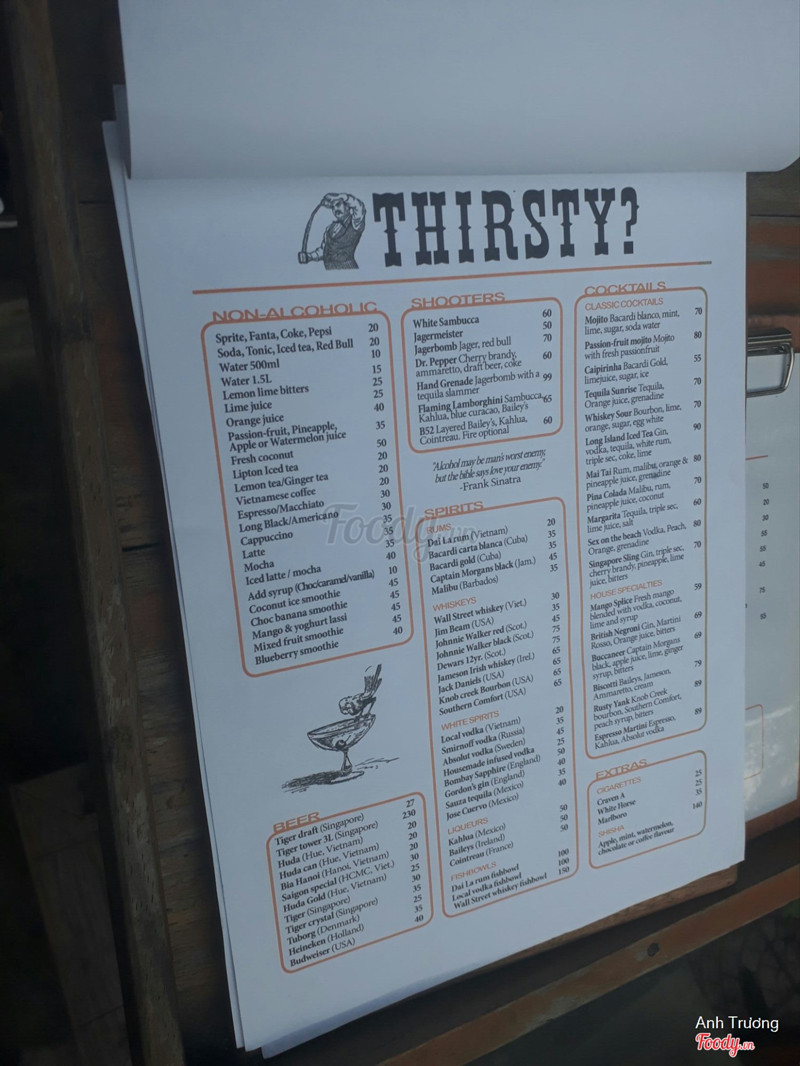 THIRSTY?
NON-ALCOHOLIC
Sprite, Fanta, Coke, Pepsi 20
Soda, Tonic, Iced tea, Red Bull 20
Water 500ml 10
Water 1.5L 15
Lemon lime bitters 25
Lime juice 25
Orange juice 40
Passion-fruit, Pineapple,
Apple or Watermelon juice 35
Fresh coconut 50
Lipton Iced tea 20
Lemon tea/Ginger tea 20
Vietnamese coffee 20
Espresso/Macchiato 30
Long Black/Americano 30
Cappuccino 35
Latte 35
Mocha 35
Iced latte / mocha 40
Add syrup (Choc/caramel/vanilla) 10
Coconut ice smoothie 45
Choc banana smoothie 45
Mango & yoghurt lassi 45
Mixed fruit smoothie 45
Blueberry smoothie 40
BEER
Tiger draft (Singapore) 27
Tiger tower 3L (Singapore) 230
Huda (Hue, Vietnam) 20
Huda can (Hue, Vietnam) 20
Bia Hanoi (Hanoi, Vietnam) 20
Saigon special (HCMC, Viet.) 30
Huda Gold (Hue, Vietnam) 25
Tiger (Singapore) 30
Tiger crystal (Singapore) 35
Tuborg (Denmark) 25
Heineken (Holland) 35
Budweiser (USA) 40
SHOOTERS
White Sambucca 60
Jagermeister 50
Jagerbomb Jager, red bull 70
Dr. Pepper Cherry brandy,
ammaretto, draft beer, coke 60
Hand Grenade Jagerbomb with a
tequila slammer 99
Flaming Lamborghini Sambucca,
Kahlua, blue curacao, Bailey's 65
B52 Layered Bailey's, Kahlua,
Cointreau. Fire optional 60
"Alcohol may be man's worst enemy,
but the bible says love your enemy."
-Frank Sinatra
SPIRITS
RUMS
Dai La rum (Vietnam) 20
Bacardi carta blanca (Cuba) 35
Bacardi gold (Cuba) 35
Captain Morgans black (Jam.) 45
Malibu (Barbados) 35
WHISKEYS
Wall Street whiskey (Viet.) 30
Jim Beam (USA) 35
Johnnie Walker red (Scot.) 45
Johnnie Walker black (Scot.) 75
Dewars 12yr. (Scot.) 75
Jameson Irish whiskey (Irel.) 65
Jack Daniels (USA) 65
Knob creek Bourbon (USA) 65
Southern Comfort (USA) 65
WHITE SPIRITS
Local vodka (Vietnam) 20
Smirnoff vodka (Russia) 35
Absolut vodka (Sweden) 45
Housemade infused vodka 25
Bombay Sapphire (England) 50
Gordon's gin (England) 40
Sauza tequila (Mexico) 35
Jose Cuervo (Mexico) 40
LIQUEURS
Kahlua (Mexico) 50
Baileys (Ireland) 50
Cointreau (France) 50
FISHBOWLS
Dai La rum fishbowl 100
Local vodka fishbowl 100
Wall Street whiskey fishbowl 150
COCKTAILS
CLASSIC COCKTAILS
Mojito Bacardi blanco, mint,
lime, sugar, soda water 70
Passion-fruit mojito Mojito
with fresh passionfruit 80
Caipirinha Bacardi Gold,
limejuice, sugar, ice 55
Tequila Sunrise Tequila,
Orange juice, grenadine 70
Whiskey Sour Bourbon, lime,
orange, sugar, egg white 70
Long Island Iced Tea Gin,
vodka, tequila, white rum,
triple sec, coke, lime 90
Mai Tai Rum, malibu, orange &
pineapple juice, grenadine 80
Pina Colada Malibu, rum,
pineapple juice, coconut 70
Margarita Tequila, triple sec,
lime juice, salt 60
Sex on the beach Vodka, Peach,
Orange, grenadine 80
Singapore Sling Gin, triple sec,
cherry brandy, pineapple, lime
juice, bitters 70
HOUSE SPECIALTIES
Mango Splice Fresh mango
blended with vodka, coconut,
lime and syrup 59
British Negroni Gin, Martini
Rosso, Orange juice, bitters 69
Buccaneer Captain Morgans
black, apple juice, lime, ginger
syrup, bitters 69
Biscotti Baileys, Jameson,
Ammaretto, cream 79
Rusty Yank Knob Creek
bourbon, Southern Comfort,
peach syrup, bitters 89
Espresso Martini Espresso,
Kahlua, Absolut vodka 89
EXTRAS
CIGARETTES
Craven A 25
White Horse 25
Marlboro 35
SHISHA 140
Apple, mint, watermelon,
chocolate or coffee flavour
Foody.vn
Anh Trương
Foody.vn